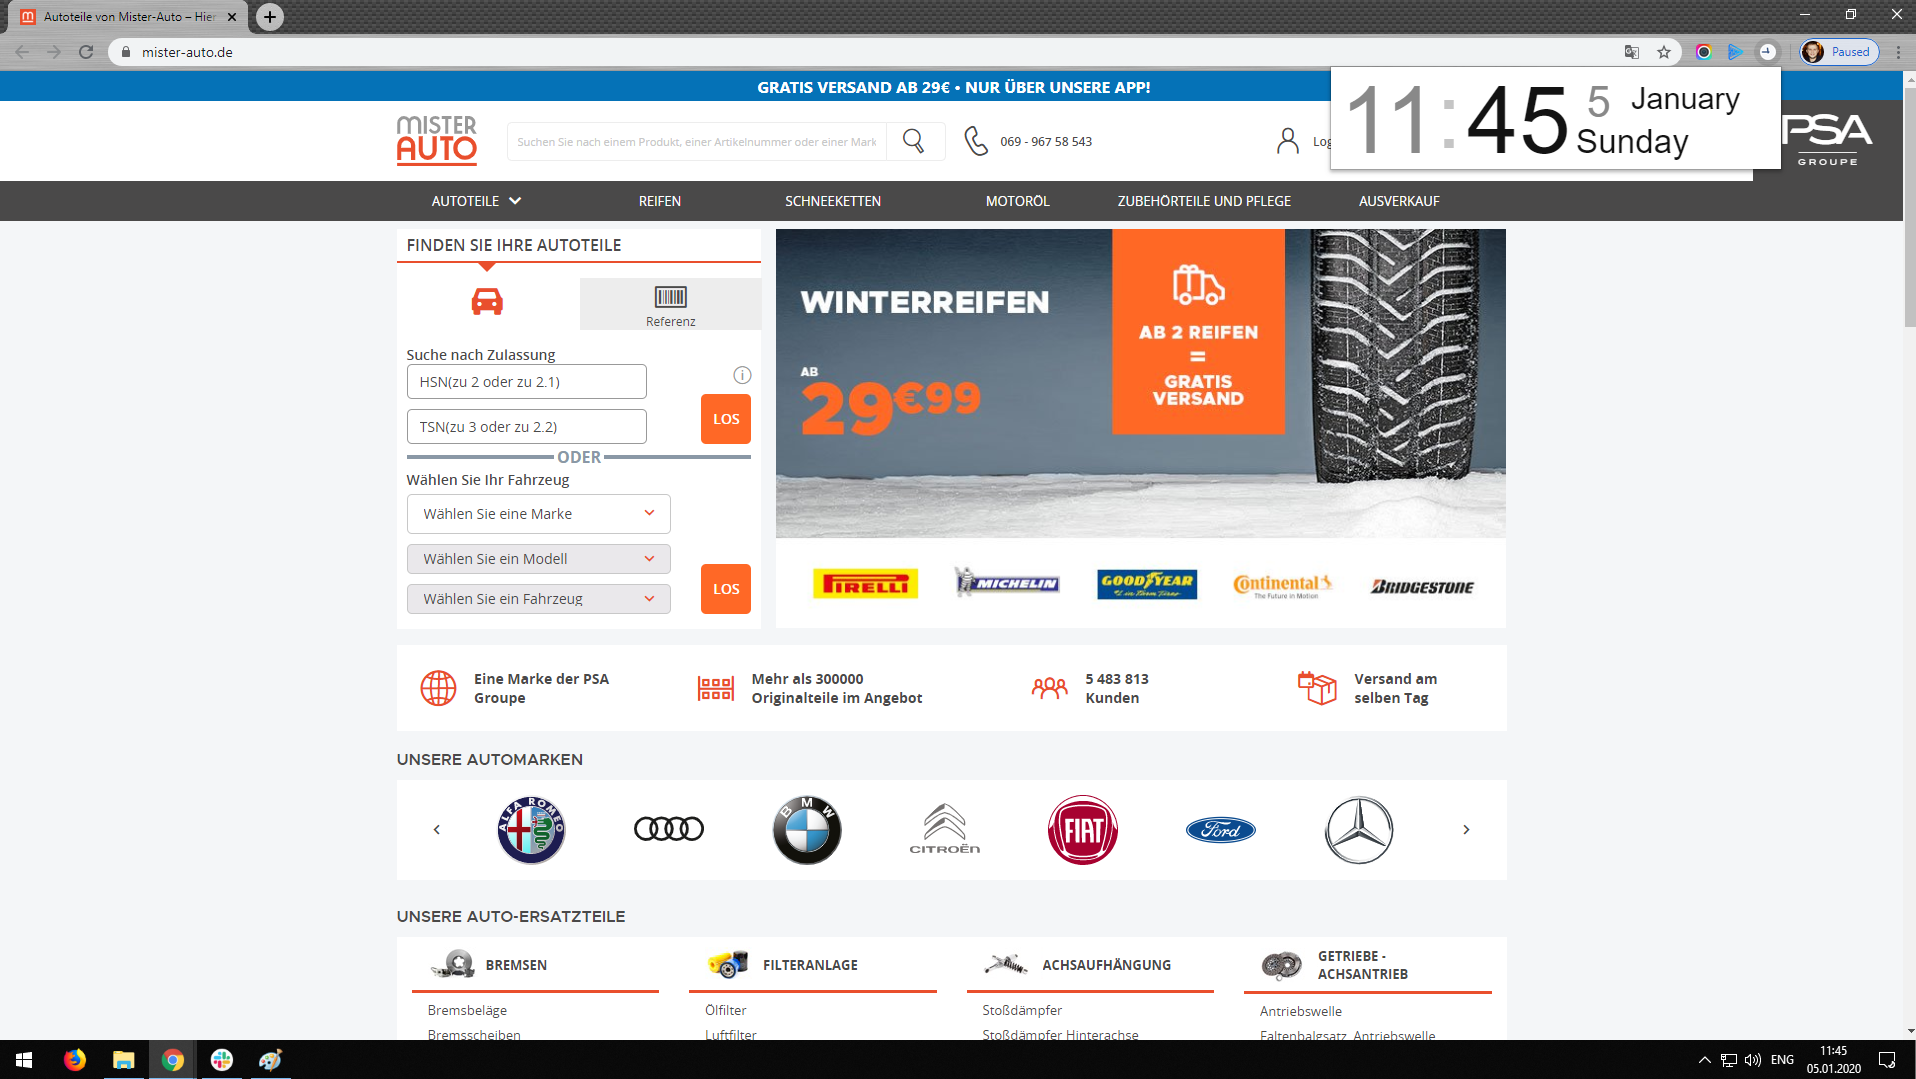 Autoteile von Mister-Auto – Hier
mister-auto.de
Paused
GRATIS VERSAND AB 29€ • NUR ÜBER UNSERE APP!
11:45 5 January
Sunday
MISTER
AUTO
Suchen Sie nach einem Produkt, einer Artikelnummer oder einer Mark
069 - 967 58 543
Log
PSA
GROUPE
AUTOTEILE
REIFEN
SCHNEEKETTEN
MOTORÖL
ZUBEHÖRTEILE UND PFLEGE
AUSVERKAUF
FINDEN SIE IHRE AUTOTEILE
Referenz
Suche nach Zulassung
HSN(zu 2 oder zu 2.1)
TSN(zu 3 oder zu 2.2)
LOS
ODER
Wählen Sie Ihr Fahrzeug
Wählen Sie eine Marke
Wählen Sie ein Modell
Wählen Sie ein Fahrzeug
LOS
WINTERREIFEN
AB
29€99
AB 2 REIFEN
=
GRATIS
VERSAND
PIRELLI
MICHELIN
GOODYEAR
Continental
The Future in Motion
BRIDGESTONE
Eine Marke der PSA
Groupe
Mehr als 300000
Originalteile im Angebot
5 483 813
Kunden
Versand am
selben Tag
UNSERE AUTOMARKEN
ALFA ROMEO
BMW
CITROËN
FIAT
Ford
UNSERE AUTO-ERSATZTEILE
BREMSEN
Bremsbeläge
Bremsscheiben
FILTERANLAGE
Ölfilter
Luftfilter
ACHSAUFHÄNGUNG
Stoßdämpfer
Stoßdämpfer Hinterachse
GETRIEBE -
ACHSANTRIEB
Antriebswelle
Faltenbalgsatz, Antriebswelle
ENG
11:45
05.01.2020